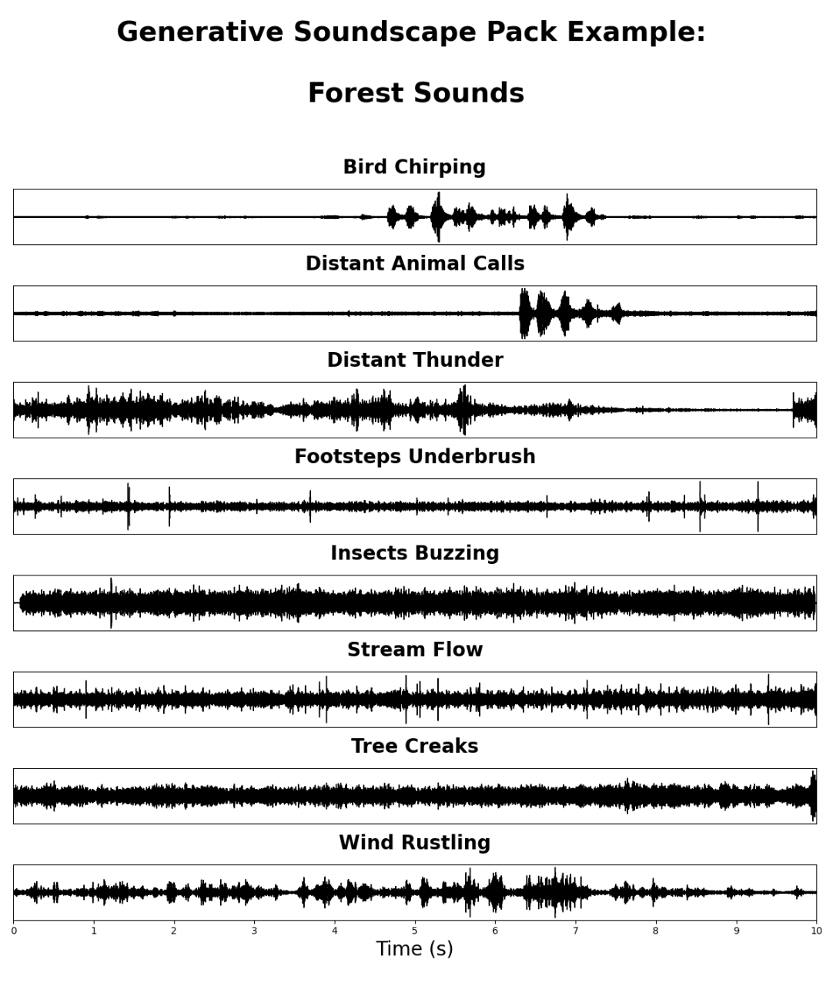 Generative Soundscape Pack Example:
Forest Sounds
Bird Chirping
Distant Animal Calls
Distant Thunder
Footsteps Underbrush
Insects Buzzing
Stream Flow
Tree Creaks
Wind Rustling
0 1 2 3 4 5 6 7 8 9 10
Time (s)